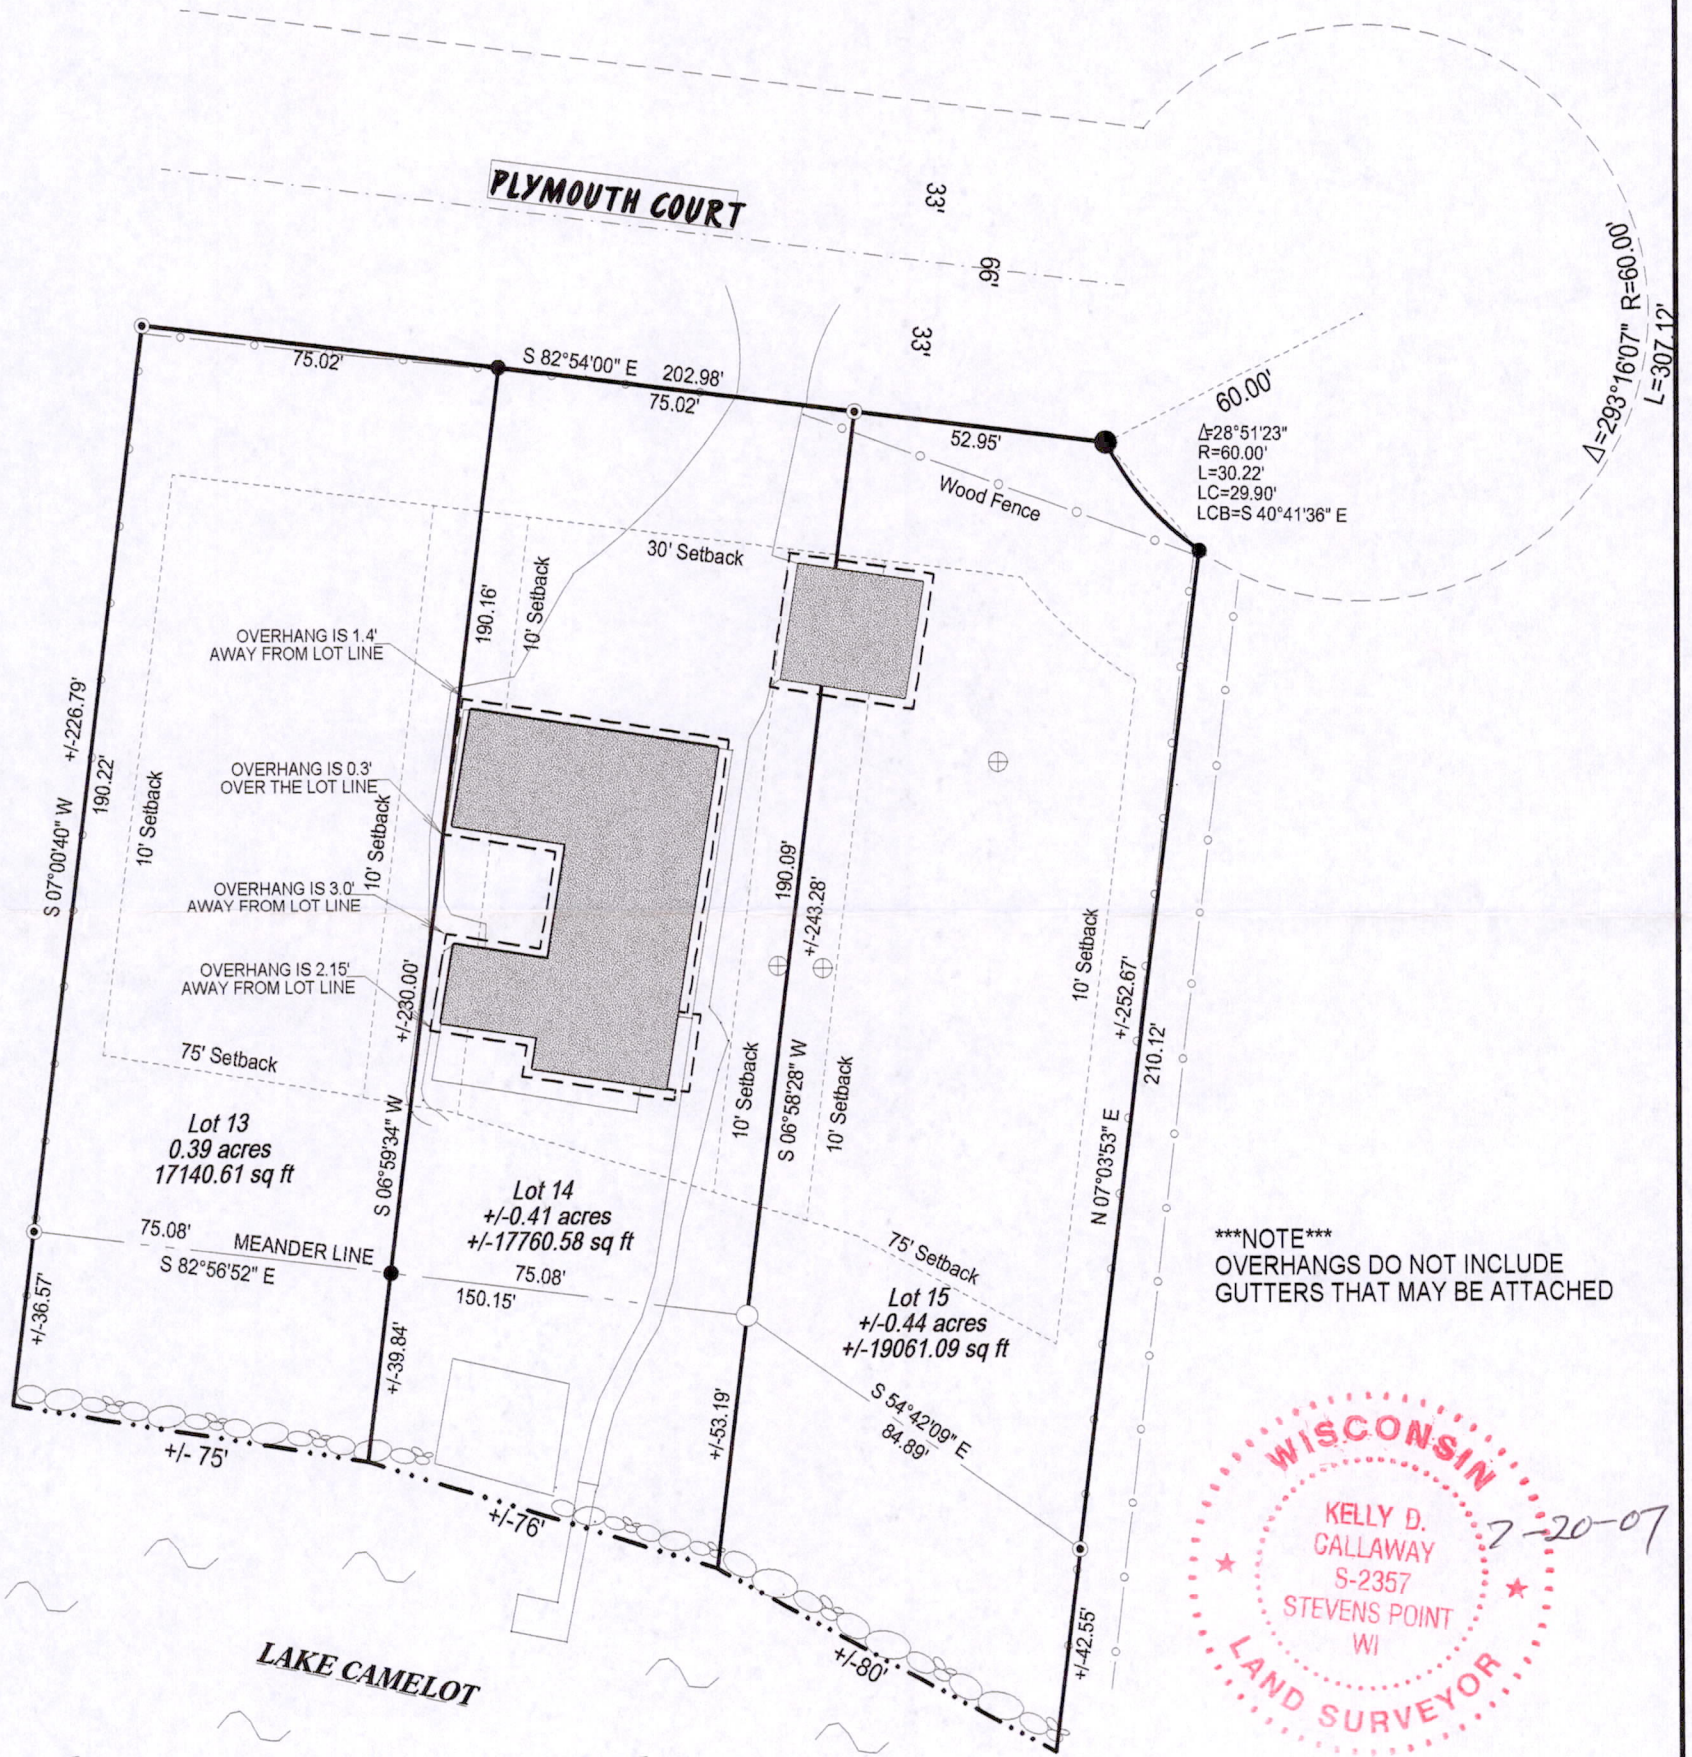 PLYMOUTH COURT
33'
66'
33'
75.02'
S 82°54'00" E 202.98'
75.02'
52.95'
60.00'
Δ=28°51'23"
R=60.00'
L=30.22'
LC=29.90'
LCB=S 40°41'36" E
Δ=293°16'07" R=60.00'
L=307.12'
Wood Fence
30' Setback
10' Setback
190.16'
OVERHANG IS 1.4'
AWAY FROM LOT LINE
OVERHANG IS 0.3'
OVER THE LOT LINE
OVERHANG IS 3.0'
AWAY FROM LOT LINE
OVERHANG IS 2.15'
AWAY FROM LOT LINE
S 07°00'40" W +/-226.79'
190.22'
10' Setback
10' Setback
+/-230.00'
S 06°59'34" W
190.09'
+/-243.28'
S 06°58'28" W
10' Setback
10' Setback
10' Setback
+/-252.67'
210.12'
N 07°03'53" E
75' Setback
Lot 13
0.39 acres
17140.61 sq ft
Lot 14
+/-0.41 acres
+/-17760.58 sq ft
75' Setback
Lot 15
+/-0.44 acres
+/-19061.09 sq ft
75.08' MEANDER LINE
S 82°56'52" E
75.08'
150.15'
S 54°42'09" E
84.89'
+/-36.57'
+/-39.84'
+/-53.19'
+/-42.55'
+/- 75'
+/-76'
+/-80'
LAKE CAMELOT
***NOTE***
OVERHANGS DO NOT INCLUDE
GUTTERS THAT MAY BE ATTACHED
WISCONSIN
KELLY D.
CALLAWAY
S-2357
STEVENS POINT
WI
LAND SURVEYOR
7-20-07